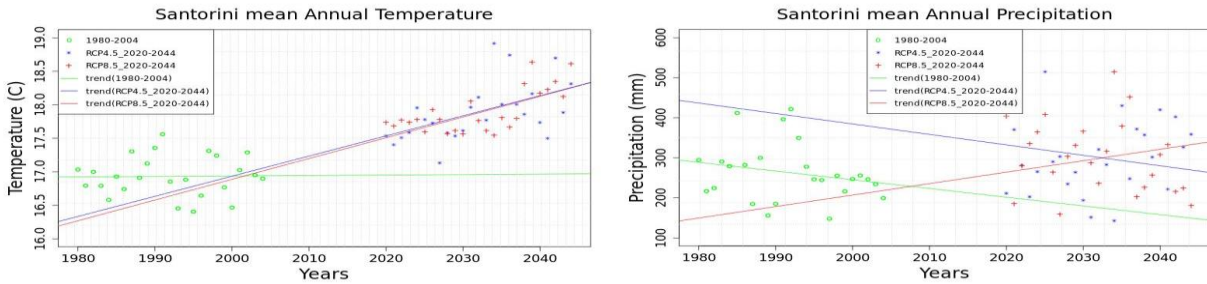 Santorini mean Annual Temperature
Temperature (C)
19.0
18.5
18.0
17.5
17.0
16.5
16.0
1980-2004
RCP4.5_2020-2044
RCP8.5_2020-2044
trend(1980-2004)
trend(RCP4.5_2020-2044)
trend(RCP8.5_2020-2044)
1980 1990 2000 2010 2020 2030 2040
Years
Santorini mean Annual Precipitation
Precipitation (mm)
600
500
400
300
200
100
1980-2004
RCP4.5_2020-2044
RCP8.5_2020-2044
trend(1980-2004)
trend(RCP4.5_2020-2044)
trend(RCP8.5_2020-2044)
1980 1990 2000 2010 2020 2030 2040
Years